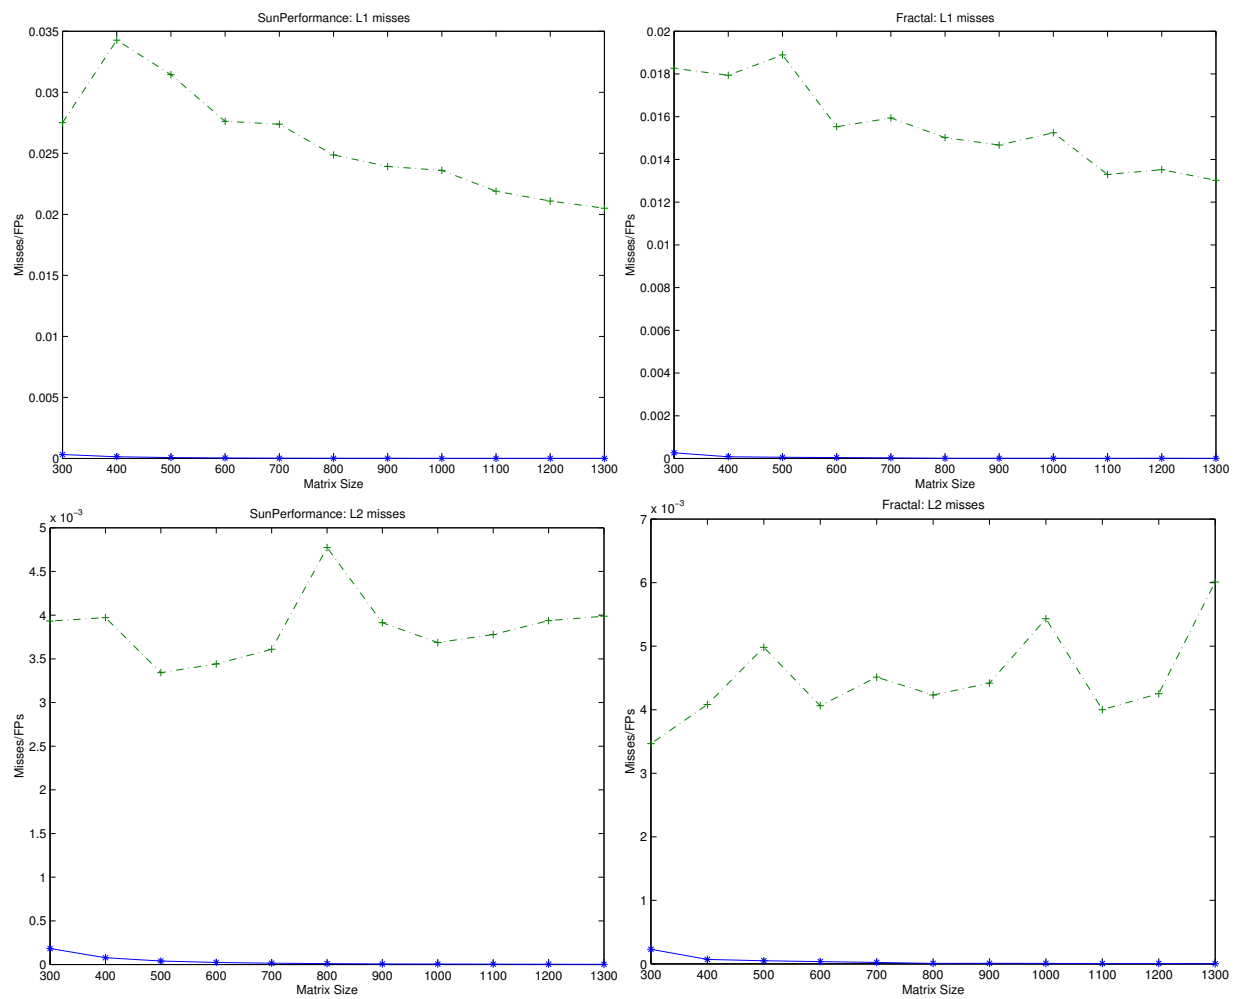 SunPerformance: L1 misses
0.035
0.03
0.025
0.02
0.015
0.01
0.005
0
Misses/FPs
300 400 500 600 700 800 900 1000 1100 1200 1300
Matrix Size
Fractal: L1 misses
0.02
0.018
0.016
0.014
0.012
0.01
0.008
0.006
0.004
0.002
0
Misses/FPs
300 400 500 600 700 800 900 1000 1100 1200 1300
Matrix Size
SunPerformance: L2 misses
x 10⁻³
5
4.5
4
3.5
3
2.5
2
1.5
1
0.5
0
Misses/FPs
300 400 500 600 700 800 900 1000 1100 1200 1300
Matrix Size
Fractal: L2 misses
x 10⁻³
7
6
5
4
3
2
1
0
Misses/FPs
300 400 500 600 700 800 900 1000 1100 1200 1300
Matrix Size